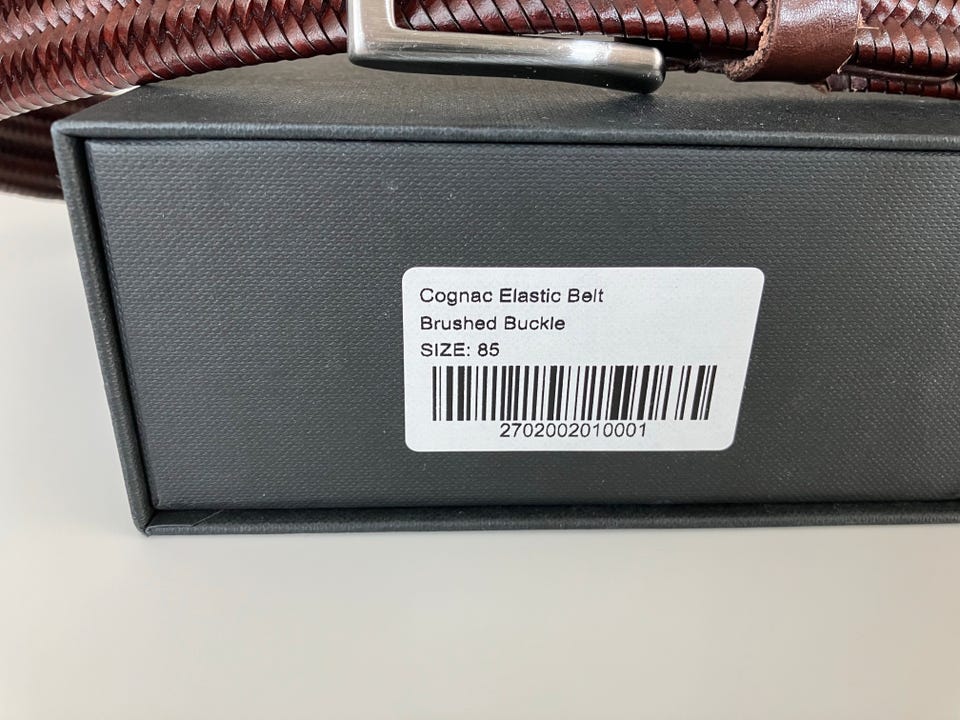 Cognac Elastic Belt
Brushed Buckle
SIZE: 85
2702002010001